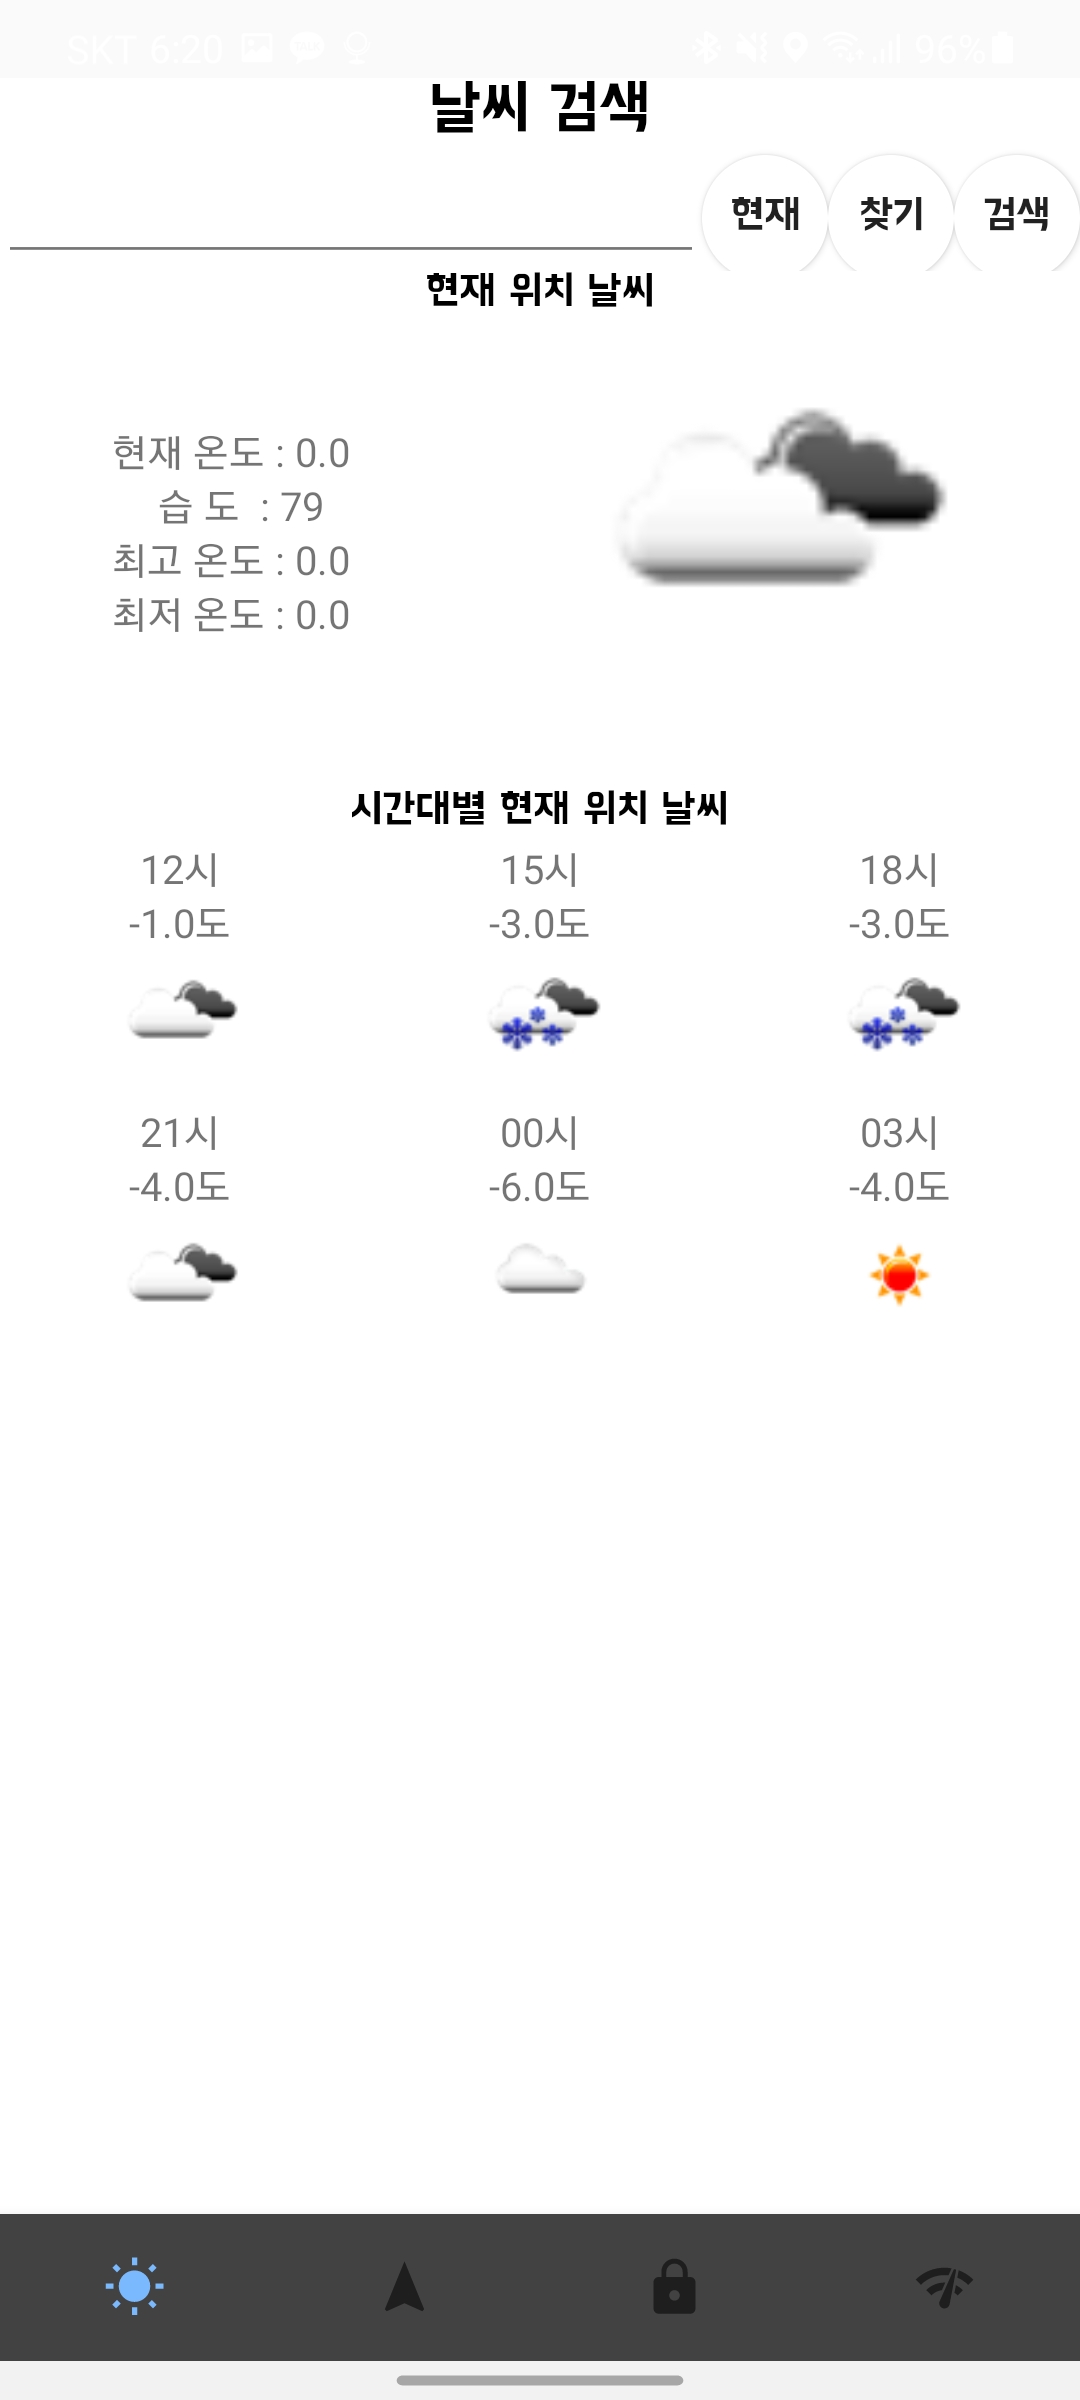 SKT 6:20 96%
날씨 검색
현재 찾기 검색
현재 위치 날씨
현재 온도 : 0.0
습 도 : 79
최고 온도 : 0.0
최저 온도 : 0.0
시간대별 현재 위치 날씨
12시 15시 18시
-1.0도 -3.0도 -3.0도
21시 00시 03시
-4.0도 -6.0도 -4.0도